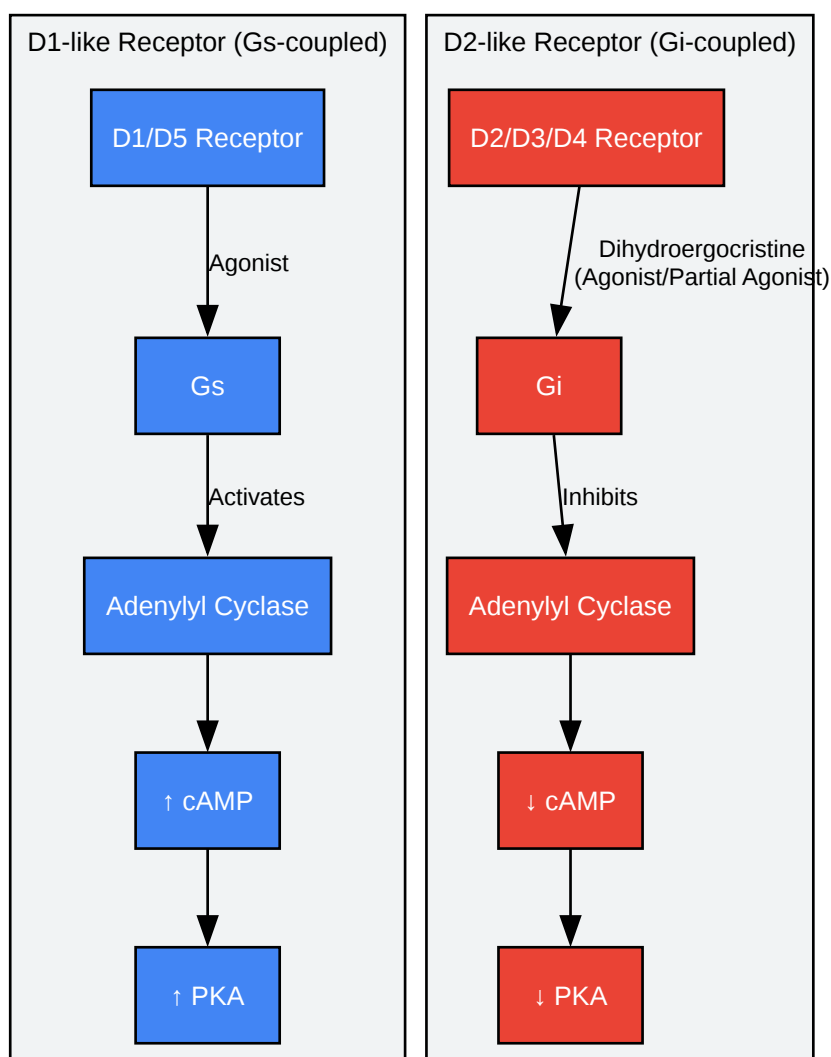 D1-like Receptor (Gs-coupled)
D1/D5 Receptor
Agonist
Gs
Activates
Adenylyl Cyclase
↑ cAMP
↑ PKA
D2-like Receptor (Gi-coupled)
D2/D3/D4 Receptor
Dihydroergocristine
(Agonist/Partial Agonist)
Gi
Inhibits
Adenylyl Cyclase
↓ cAMP
↓ PKA